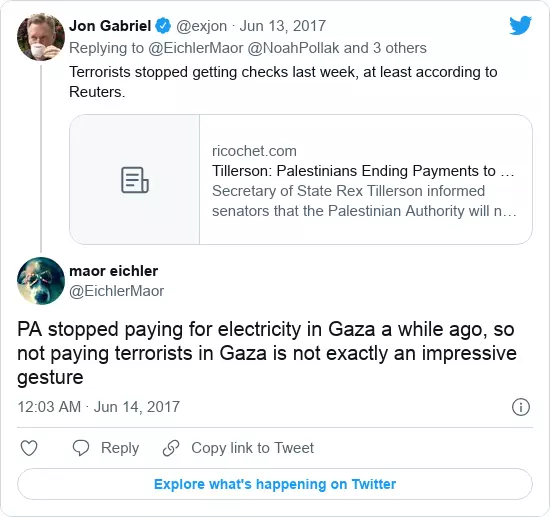 Jon Gabriel @exjon · Jun 13, 2017
Replying to @EichlerMaor @NoahPollak and 3 others
Terrorists stopped getting checks last week, at least according to
Reuters.
ricochet.com
Tillerson: Palestinians Ending Payments to ...
Secretary of State Rex Tillerson informed
senators that the Palestinian Authority will n...
maor eichler
@EichlerMaor
PA stopped paying for electricity in Gaza a while ago, so
not paying terrorists in Gaza is not exactly an impressive
gesture
12:03 AM · Jun 14, 2017
Reply
Copy link to Tweet
Explore what's happening on Twitter